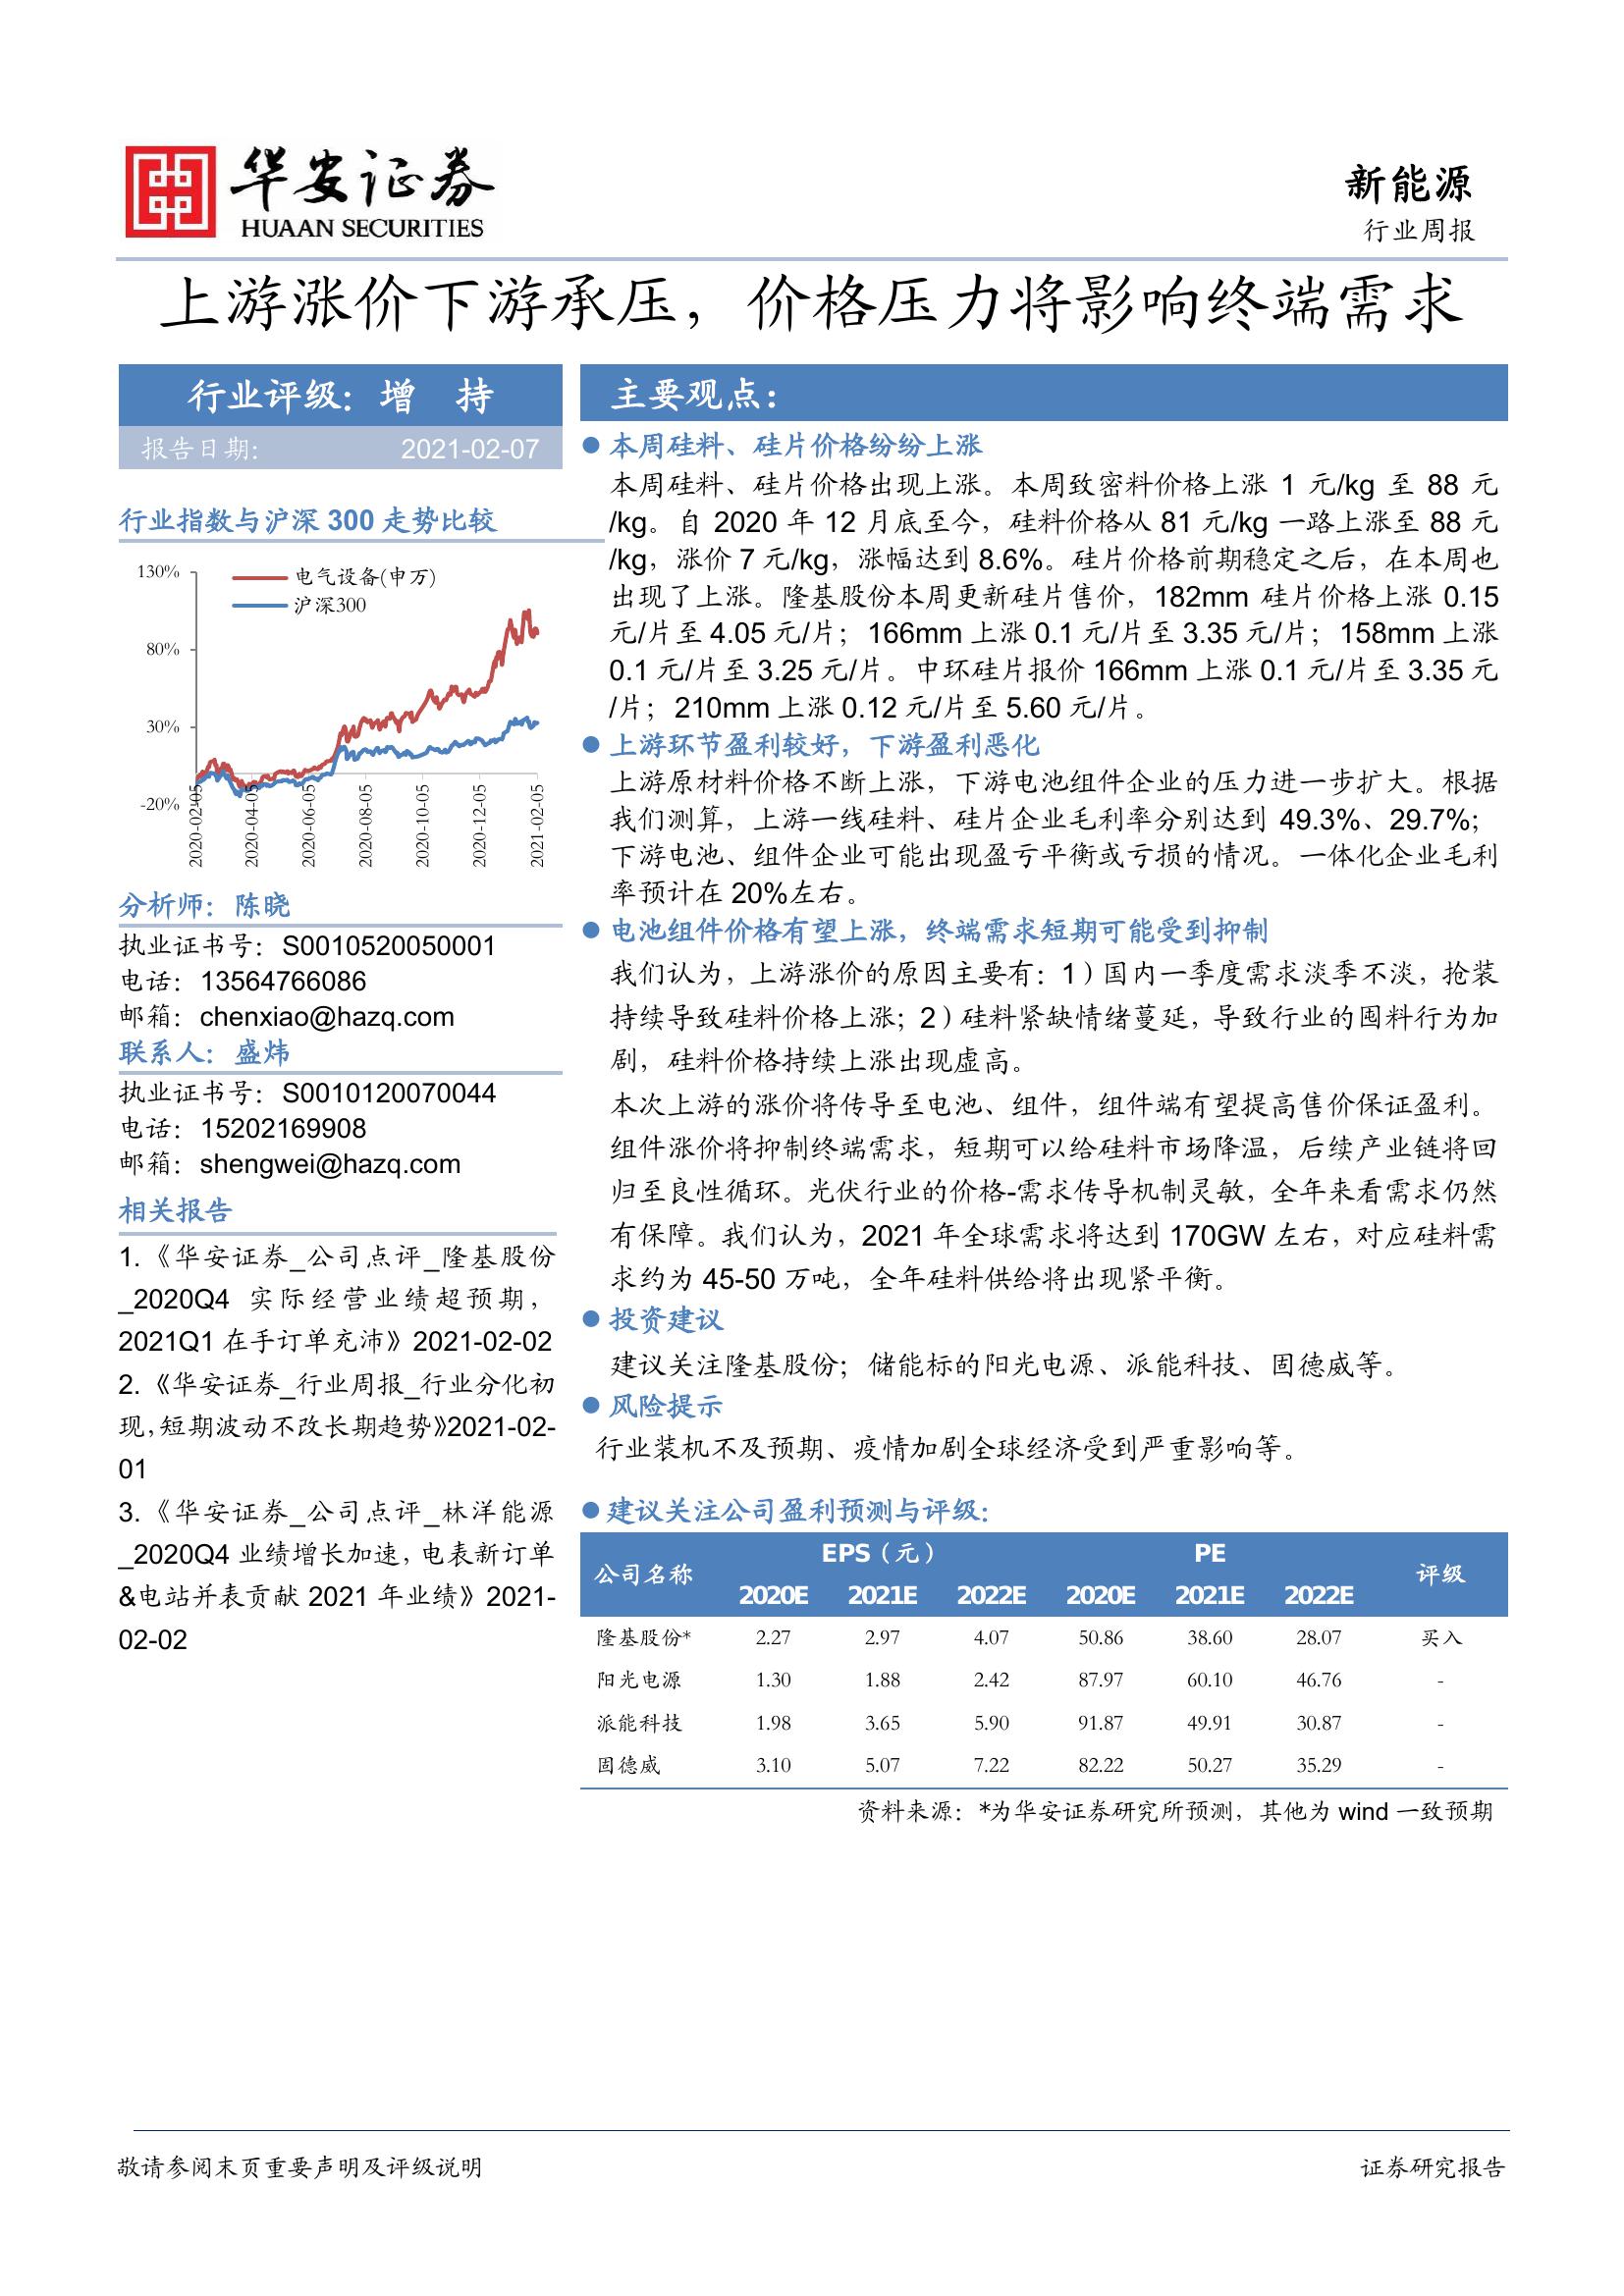 华安证券
HUAAN SECURITIES
新能源
行业周报
上游涨价下游承压，价格压力将影响终端需求
行业评级：增 持
报告日期： 2021-02-07
行业指数与沪深 300 走势比较
电气设备(申万)
沪深300
130%
80%
30%
-20%
2020-02-05
2020-04-05
2020-06-05
2020-08-05
2020-10-05
2020-12-05
2021-02-05
分析师：陈晓
执业证书号：S0010520050001
电话：13564766086
邮箱：chenxiao@hazq.com
联系人：盛炜
执业证书号：S0010120070044
电话：15202169908
邮箱：shengwei@hazq.com
相关报告
1.《华安证券_公司点评_隆基股份
_2020Q4 实际经营业绩超预期，
2021Q1 在手订单充沛》2021-02-02
2.《华安证券_行业周报_行业分化初
现，短期波动不改长期趋势》2021-02-
01
3.《华安证券_公司点评_林洋能源
_2020Q4 业绩增长加速，电表新订单
&电站并表贡献 2021 年业绩》2021-
02-02
主要观点：
● 本周硅料、硅片价格纷纷上涨
本周硅料、硅片价格出现上涨。本周致密料价格上涨 1 元/kg 至 88 元
/kg。自 2020 年 12 月底至今，硅料价格从 81 元/kg 一路上涨至 88 元
/kg，涨价 7 元/kg，涨幅达到 8.6%。硅片价格前期稳定之后，在本周也
出现了上涨。隆基股份本周更新硅片售价，182mm 硅片价格上涨 0.15
元/片至 4.05 元/片；166mm 上涨 0.1 元/片至 3.35 元/片；158mm 上涨
0.1 元/片至 3.25 元/片。中环硅片报价 166mm 上涨 0.1 元/片至 3.35 元
/片；210mm 上涨 0.12 元/片至 5.60 元/片。
● 上游环节盈利较好，下游盈利恶化
上游原材料价格不断上涨，下游电池组件企业的压力进一步扩大。根据
我们测算，上游一线硅料、硅片企业毛利率分别达到 49.3%、29.7%；
下游电池、组件企业可能出现盈亏平衡或亏损的情况。一体化企业毛利
率预计在 20%左右。
● 电池组件价格有望上涨，终端需求短期可能受到抑制
我们认为，上游涨价的原因主要有：1）国内一季度需求淡季不淡，抢装
持续导致硅料价格上涨；2）硅料紧缺情绪蔓延，导致行业的囤料行为加
剧，硅料价格持续上涨出现虚高。
本次上游的涨价将传导至电池、组件，组件端有望提高售价保证盈利。
组件涨价将抑制终端需求，短期可以给硅料市场降温，后续产业链将回
归至良性循环。光伏行业的价格-需求传导机制灵敏，全年来看需求仍然
有保障。我们认为，2021 年全球需求将达到 170GW 左右，对应硅料需
求约为 45-50 万吨，全年硅料供给将出现紧平衡。
● 投资建议
建议关注隆基股份；储能标的阳光电源、派能科技、固德威等。
● 风险提示
行业装机不及预期、疫情加剧全球经济受到严重影响等。
● 建议关注公司盈利预测与评级：
公司名称 EPS（元） PE 评级
2020E 2021E 2022E 2020E 2021E 2022E
隆基股份* 2.27 2.97 4.07 50.86 38.60 28.07 买入
阳光电源 1.30 1.88 2.42 87.97 60.10 46.76 -
派能科技 1.98 3.65 5.90 91.87 49.91 30.87 -
固德威 3.10 5.07 7.22 82.22 50.27 35.29 -
资料来源：*为华安证券研究所预测，其他为 wind 一致预期
敬请参阅末页重要声明及评级说明
证券研究报告